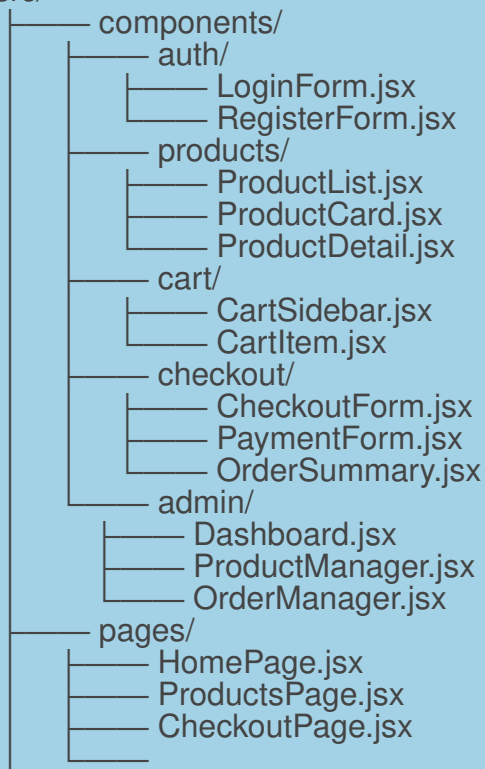 components/
auth/
LoginForm.jsx
RegisterForm.jsx
products/
ProductList.jsx
ProductCard.jsx
ProductDetail.jsx
cart/
CartSidebar.jsx
CartItem.jsx
checkout/
CheckoutForm.jsx
PaymentForm.jsx
OrderSummary.jsx
admin/
Dashboard.jsx
ProductManager.jsx
OrderManager.jsx
pages/
HomePage.jsx
ProductsPage.jsx
CheckoutPage.jsx